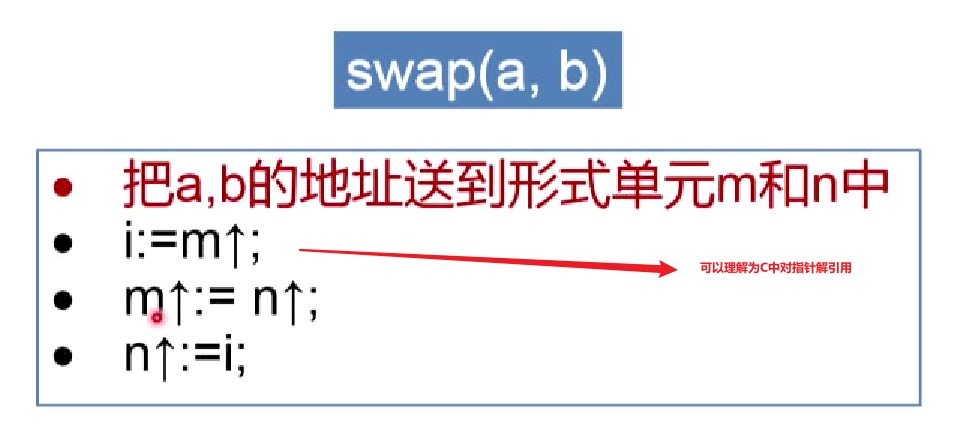 swap(a, b)
• 把a,b的地址送到形式单元m和n中
• i:=m↑;
可以理解为C中对指针解引用
• m↑:= n↑;
• n↑:=i;